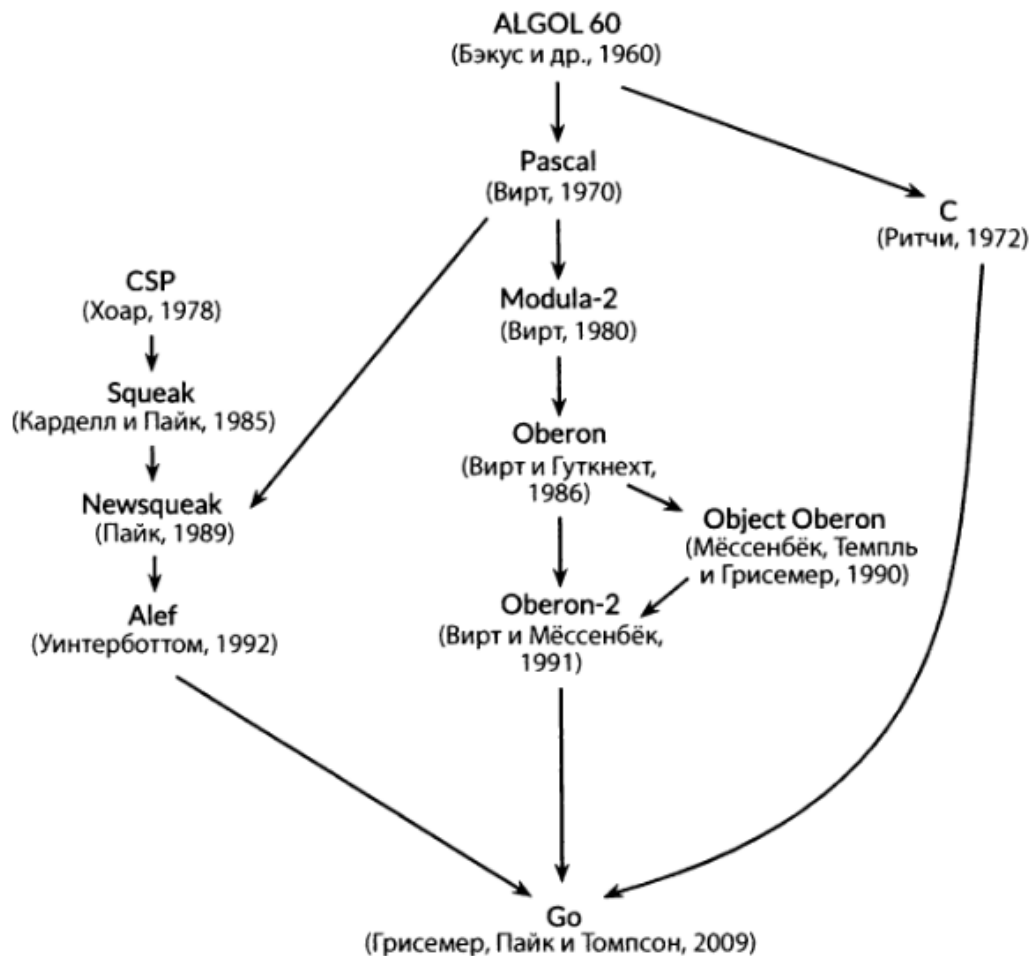 ALGOL 60
(Бэкус и др., 1960)
Pascal
(Вирт, 1970)
C
(Ритчи, 1972)
CSP
(Хоар, 1978)
Modula-2
(Вирт, 1980)
Squeak
(Карделл и Пайк, 1985)
Oberon
(Вирт и Гуткнехт,
1986)
Newsqueak
(Пайк, 1989)
Object Oberon
(Мёссенбёк, Темпль
и Грисемер, 1990)
Alef
(Уинтерботтом, 1992)
Oberon-2
(Вирт и Мёссенбёк,
1991)
Go
(Грисемер, Пайк и Томпсон, 2009)